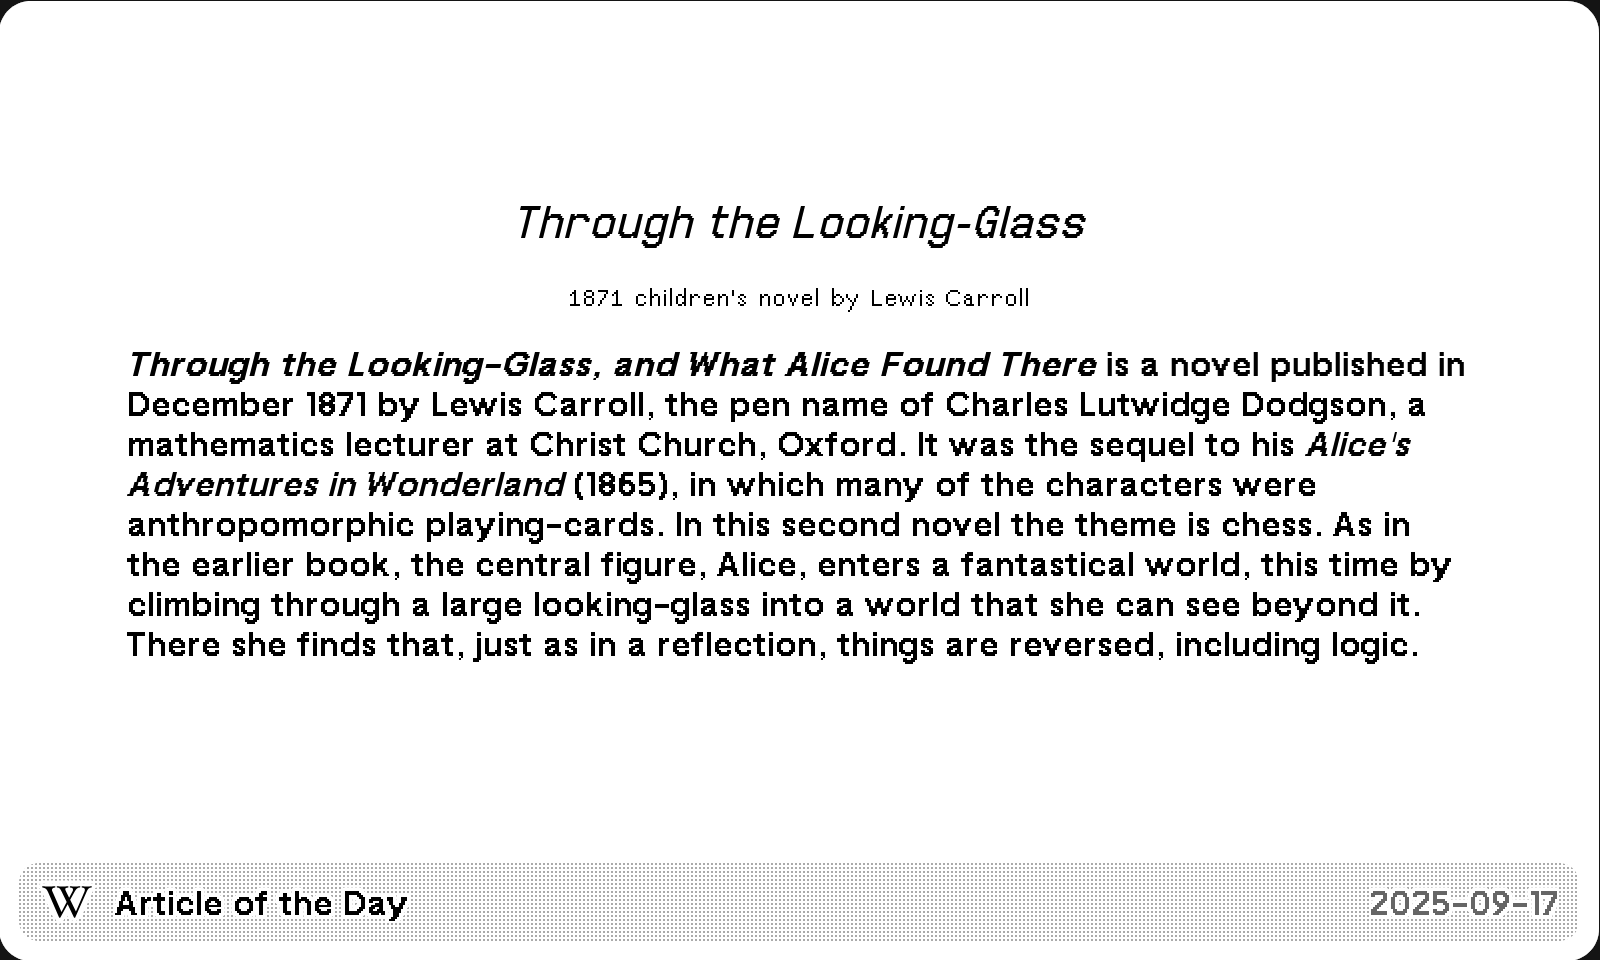 Through the Looking-Glass
1871 children's novel by Lewis Carroll
Through the Looking-Glass, and What Alice Found There is a novel published in
December 1871 by Lewis Carroll, the pen name of Charles Lutwidge Dodgson, a
mathematics lecturer at Christ Church, Oxford. It was the sequel to his Alice's
Adventures in Wonderland (1865), in which many of the characters were
anthropomorphic playing-cards. In this second novel the theme is chess. As in
the earlier book, the central figure, Alice, enters a fantastical world, this time by
climbing through a large looking-glass into a world that she can see beyond it.
There she finds that, just as in a reflection, things are reversed, including logic.
W Article of the Day
2025-09-17